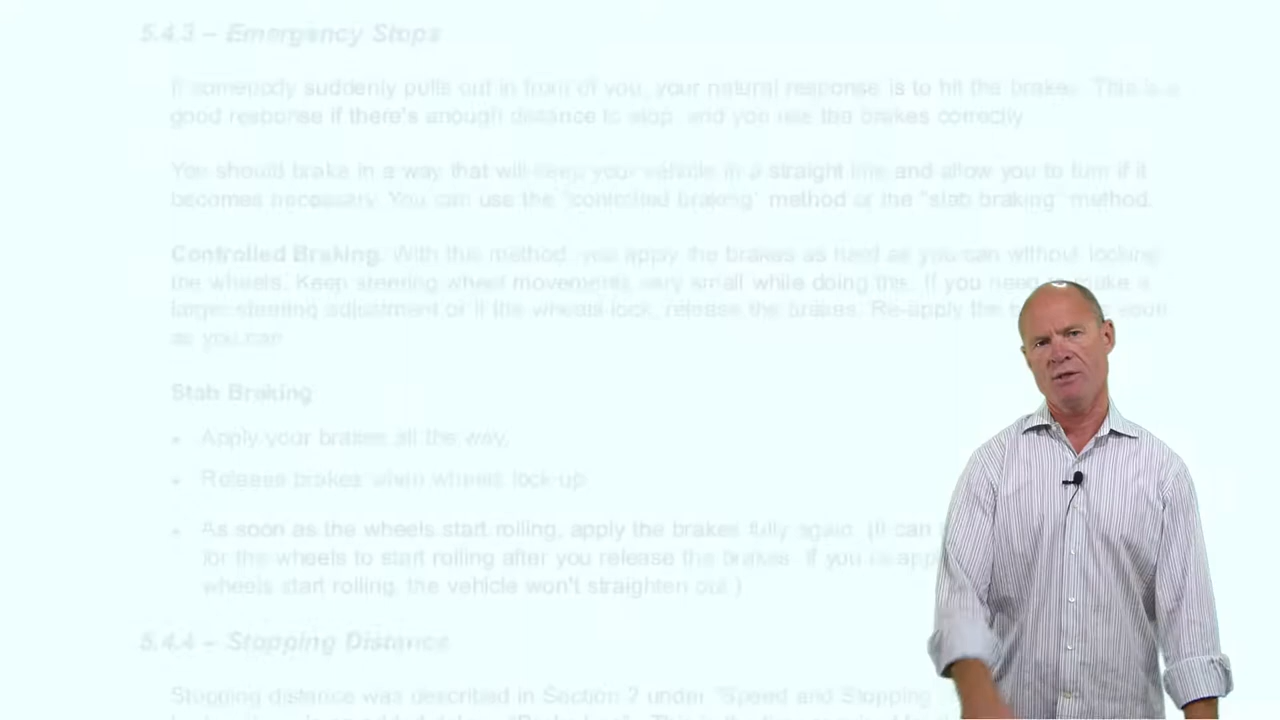 5.4.3 – Emergency Stops
If somebody suddenly pulls out in front of you, your natural response is to hit the brakes. This is a
good response if there's enough distance to stop, and you use the brakes correctly.
You should brake in a way that will keep your vehicle in a straight line and allow you to turn if it
becomes necessary. You can use the "controlled braking" method or the "stab braking" method.
Controlled Braking. With this method, you apply the brakes as hard as you can without locking
the wheels. Keep steering wheel movements very small while doing this. If you need to make a
larger steering adjustment or if the wheels lock, release the brakes. Re-apply the as soon
as you can.
Stab Braking
• Apply your brakes all the way.
• Release brakes when wheels lock-up.
• As soon as the wheels start rolling, apply the brakes fully again. (It can
for the wheels to start rolling after you release the brakes. If you re-app
wheels start rolling, the vehicle won't straighten out.)
5.4.4 – Stopping Distance
Stopping distance was described in Section 2 under "Speed and Stopping